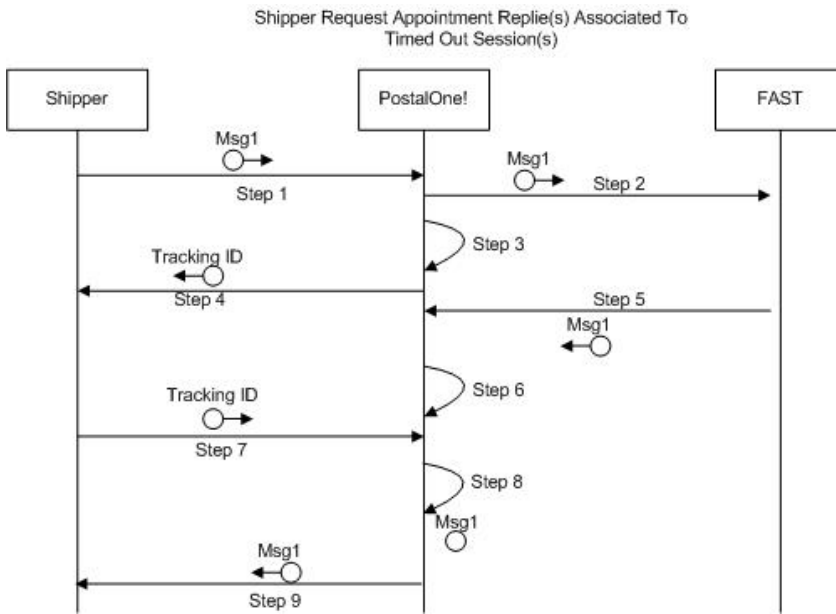 Shipper Request Appointment Replie(s) Associated To
Timed Out Session(s)
Shipper
PostalOne!
FAST
Msg1
Step 1
Msg1
Step 2
Step 3
Tracking ID
Step 4
Step 5
Msg1
Step 6
Tracking ID
Step 7
Step 8
Msg1
Msg1
Step 9